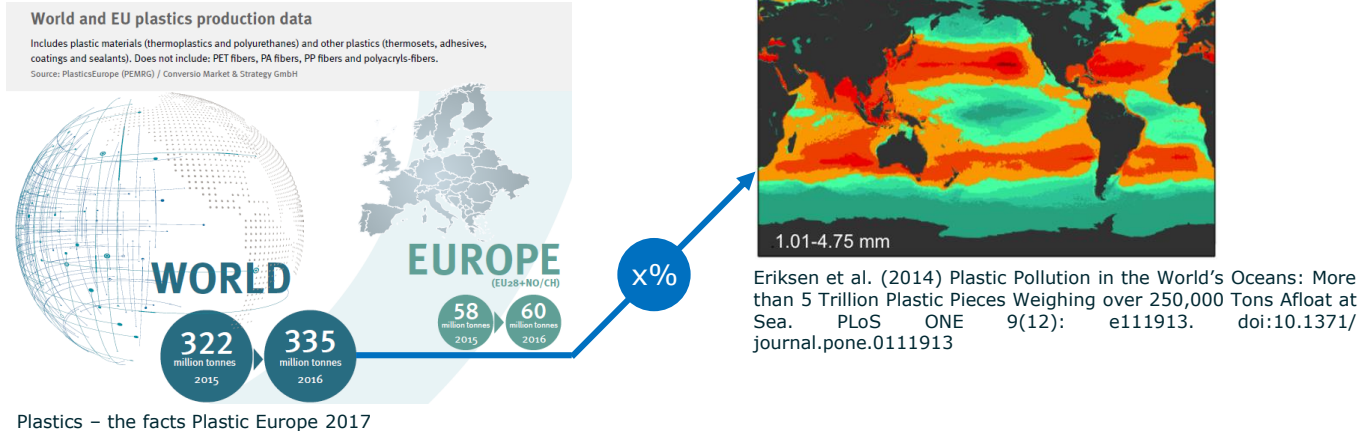 World and EU plastics production data
Includes plastic materials (thermoplastics and polyurethanes) and other plastics (thermosets, adhesives,
coatings and sealants). Does not include: PET fibers, PA fibers, PP fibers and polyacryls-fibers.
Source: PlasticsEurope (PEMRG) / Conversio Market & Strategy GmbH
WORLD
322
million tonnes
2015
335
million tonnes
2016
EUROPE
(EU28+NO/CH)
58
million tonnes
2015
60
million tonnes
2016
Plastics – the facts Plastic Europe 2017
x%
1.01-4.75 mm
Eriksen et al. (2014) Plastic Pollution in the World's Oceans: More
than 5 Trillion Plastic Pieces Weighing over 250,000 Tons Afloat at
Sea. PLoS ONE 9(12): e111913. doi:10.1371/
journal.pone.0111913